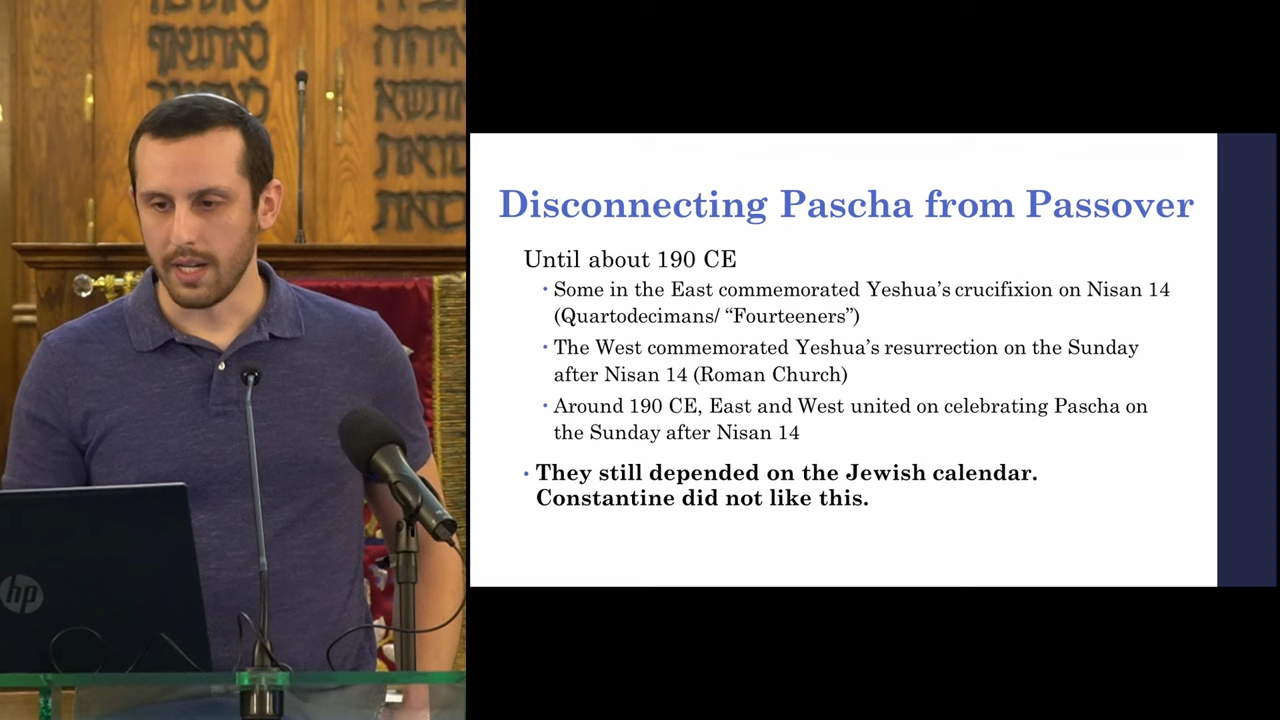 Disconnecting Pascha from Passover
Until about 190 CE
• Some in the East commemorated Yeshua’s crucifixion on Nisan 14
(Quartodecimans/ “Fourteeners”)
• The West commemorated Yeshua’s resurrection on the Sunday
after Nisan 14 (Roman Church)
• Around 190 CE, East and West united on celebrating Pascha on
the Sunday after Nisan 14
• They still depended on the Jewish calendar.
Constantine did not like this.
hp